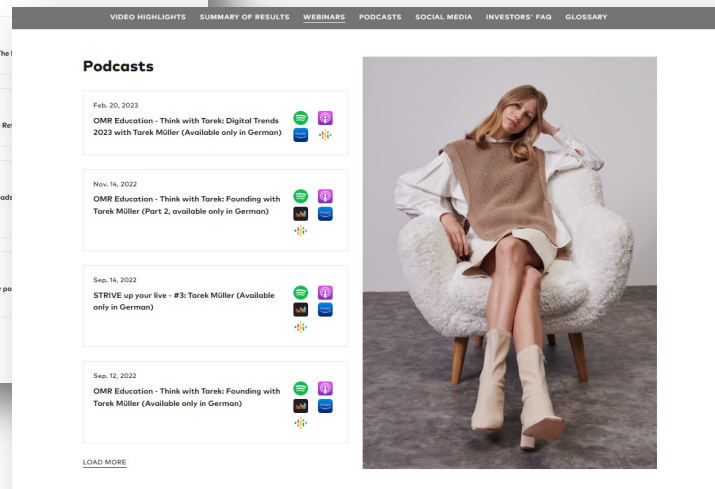 VIDEO HIGHLIGHTS SUMMARY OF RESULTS WEBINARS PODCASTS SOCIAL MEDIA INVESTORS' FAQ GLOSSARY
Podcasts
Feb. 20, 2023
OMR Education - Think with Tarek: Digital Trends
2023 with Tarek Müller (Available only in German)
Nov. 14, 2022
OMR Education - Think with Tarek: Founding with
Tarek Müller (Part 2, available only in German)
Sep. 14, 2022
STRIVE up your live - #3: Tarek Müller (Available
only in German)
Sep. 12, 2022
OMR Education - Think with Tarek: Founding with
Tarek Müller (Available only in German)
LOAD MORE